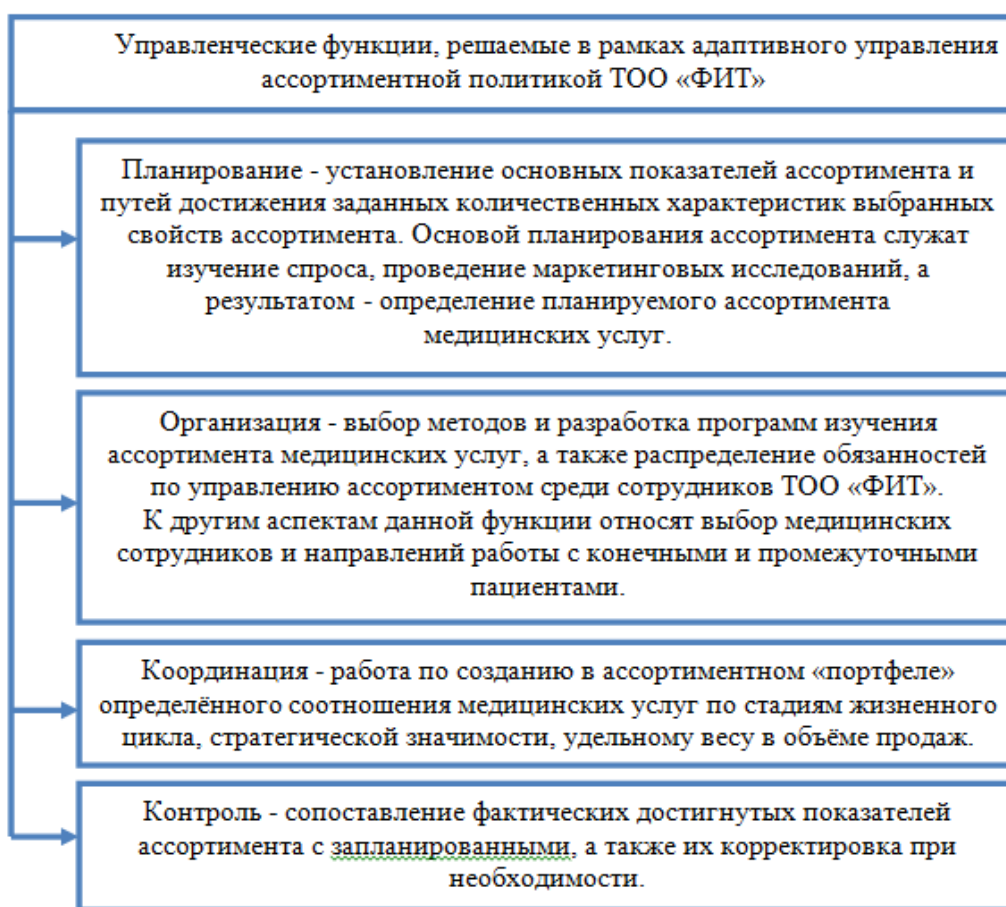 Управленческие функции, решаемые в рамках адаптивного управления
ассортиментной политикой ТОО «ФИТ»
Планирование - установление основных показателей ассортимента и
путей достижения заданных количественных характеристик выбранных
свойств ассортимента. Основой планирования ассортимента служат
изучение спроса, проведение маркетинговых исследований, а
результатом - определение планируемого ассортимента
медицинских услуг.
Организация - выбор методов и разработка программ изучения
ассортимента медицинских услуг, а также распределение обязанностей
по управлению ассортиментом среди сотрудников ТОО «ФИТ».
К другим аспектам данной функции относят выбор медицинских
сотрудников и направлений работы с конечными и промежуточными
пациентами.
Координация - работа по созданию в ассортиментном «портфеле»
определённого соотношения медицинских услуг по стадиям жизненного
цикла, стратегической значимости, удельному весу в объёме продаж.
Контроль - сопоставление фактических достигнутых показателей
ассортимента с запланированными, а также их корректировка при
необходимости.